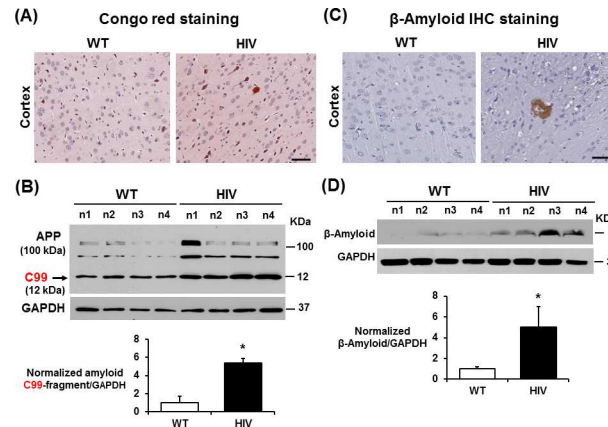 (A) Congo red staining
WT HIV
Cortex
(C) β-Amyloid IHC staining
WT HIV
Cortex
(B) WT HIV
n1 n2 n3 n4 n1 n2 n3 n4 KDa
APP
(100 kDa)
100
C99
(12 kDa)
12
GAPDH 37
Normalized amyloid
C99-fragment/GAPDH
8
6
4
2
0
*
WT HIV
(D) WT HIV
n1 n2 n3 n4 n1 n2 n3 n4
β-Amyloid
GAPDH
Normalized
β-Amyloid/GAPDH
8
6
4
2
0
*
WT HIV